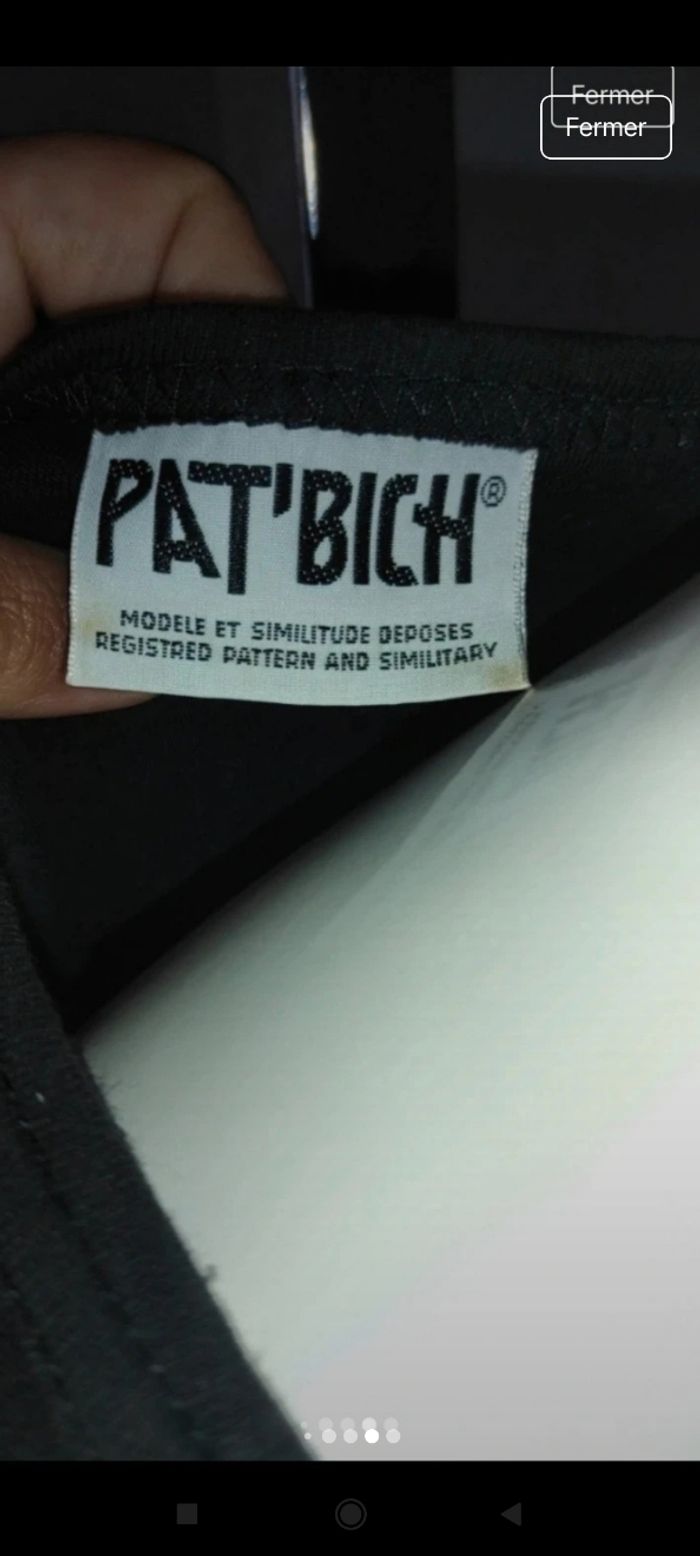 Fermer
Fermer
PAT'BICH®
MODELE ET SIMILITUDE DEPOSES
REGISTRED PATTERN AND SIMILITARY